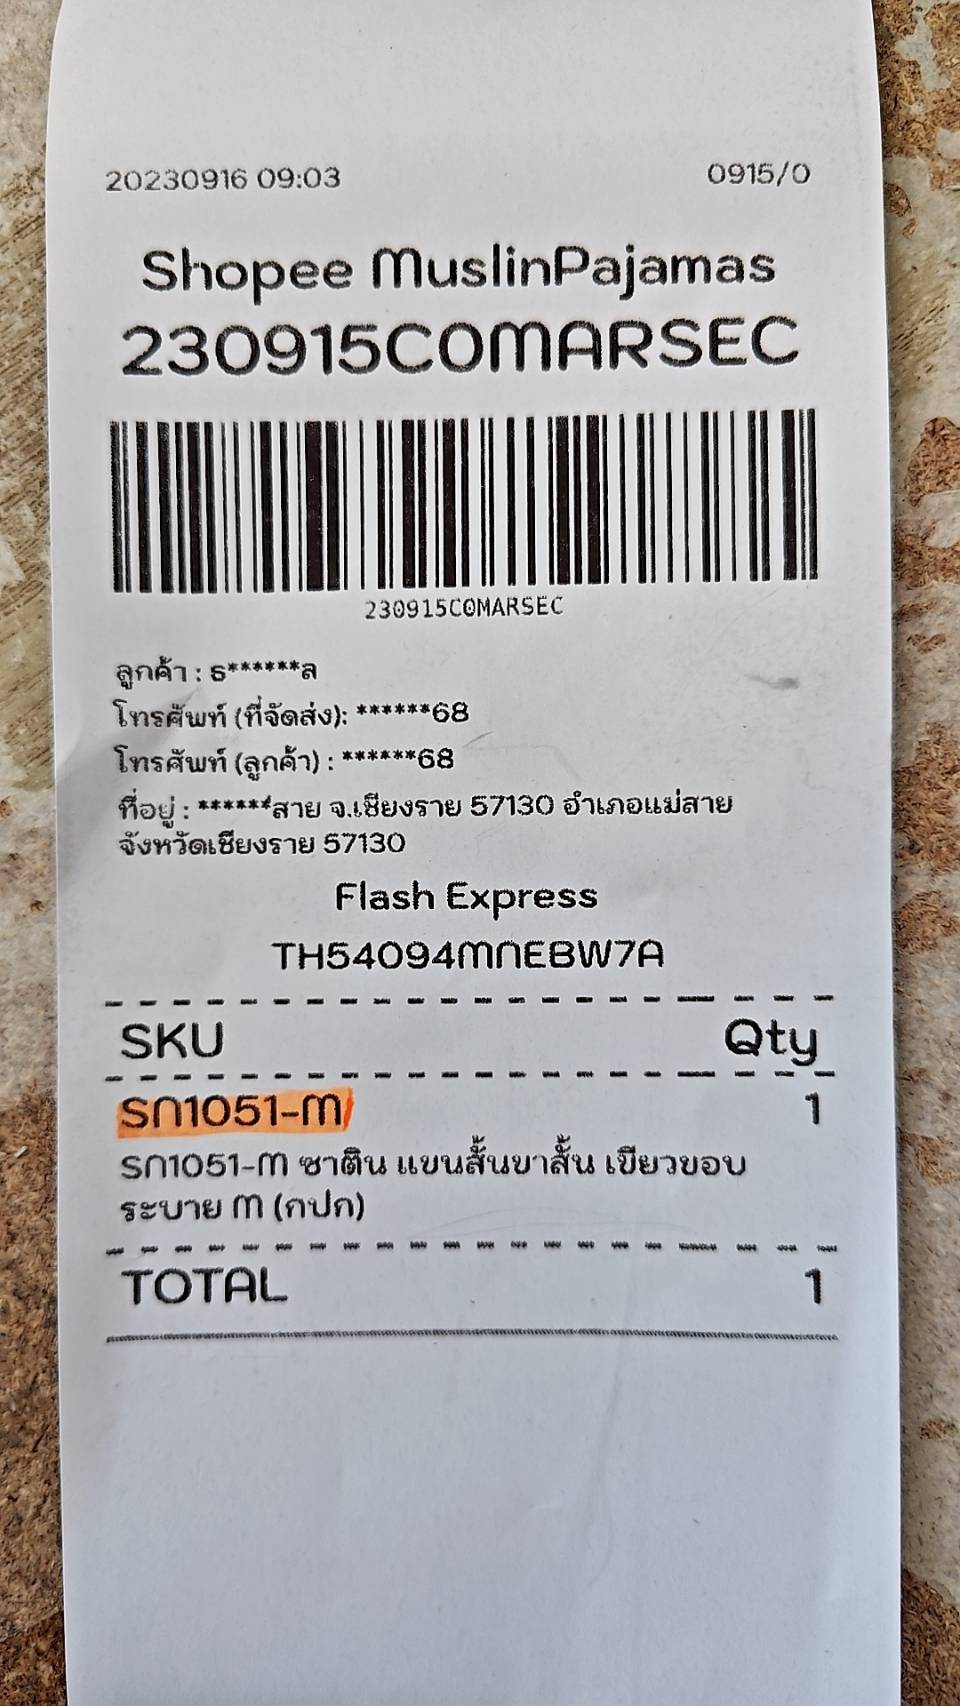 20230916 09:03 0915/0
Shopee MuslinPajamas
230915C0MARSEC
230915C0MARSEC
ลูกค้า : ธ******ล
โทรศัพท์ (ที่จัดส่ง): ******68
โทรศัพท์ (ลูกค้า) : ******68
ที่อยู่ : ******สาย จ.เชียงราย 57130 อำเภอแม่สาย
จังหวัดเชียงราย 57130
Flash Express
TH54094MNEBW7A
SKU Qty
SN1051-M 1
SN1051-M ซาติน แขนสั้นขาสั้น เขียวขอบ
ระบาย M (กปก)
TOTAL 1